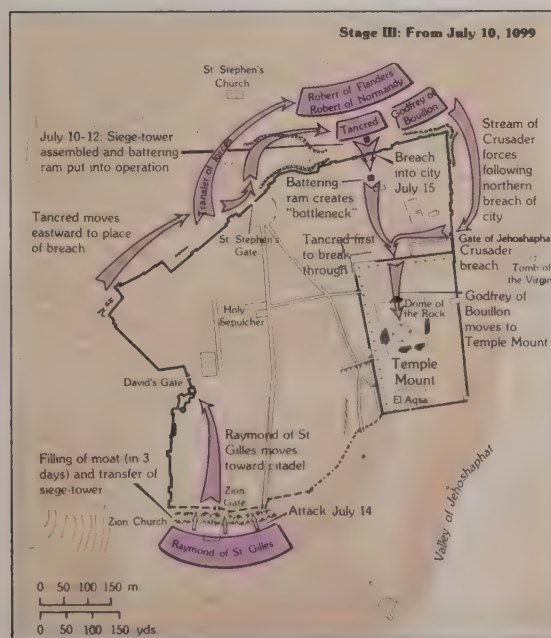 Stage III: From July 10, 1099
St Stephen's
Church
Robert of Flanders
Robert of Normandy
Tancred
Godfrey of
Bouillon
July 10-12: Siege-tower
assembled and battering
ram put into operation
Transfer of forces
Stream of
Crusader
forces
following
northern
breach of
city
Breach
into city
July 15
Battering
ram creates
"bottleneck"
Tancred moves
eastward to place
of breach
St Stephen's
Gate
Tancred first
to break
through
Gate of Jehoshaphat
Crusader
breach
Tomb of
the Virgin
Holy
Sepulcher
Dome of
the Rock
Godfrey of
Bouillon
moves to
Temple Mount
Temple
Mount
David's Gate
El Aqsa
Raymond of St
Gilles moves
toward citadel
Filling of moat (in 3
days) and transfer of
siege-tower
Zion
Gate
Attack July 14
Zion Church
Raymond of St Gilles
Valley of Jehoshaphat
0 50 100 150 m.
0 50 100 150 yds.